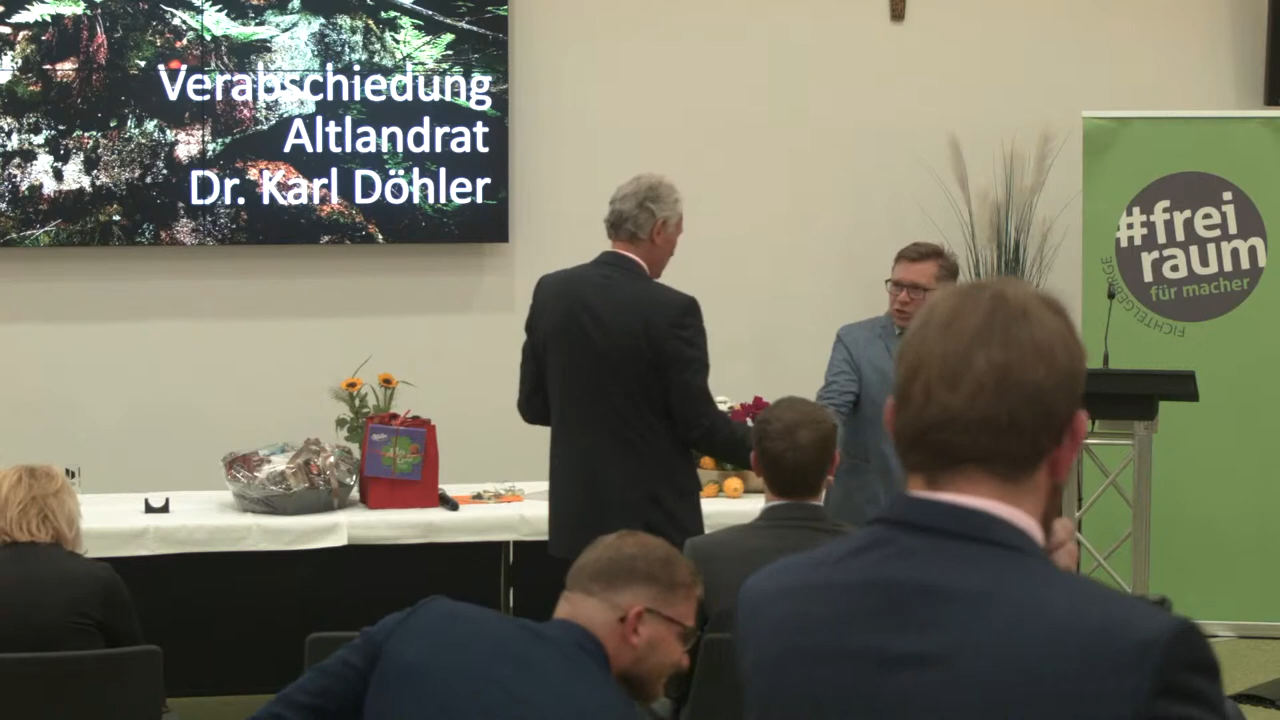 Verabschiedung
Altlandrat
Dr. Karl Döhler
#frei
raum
für macher
FICHTELGEBIRGE